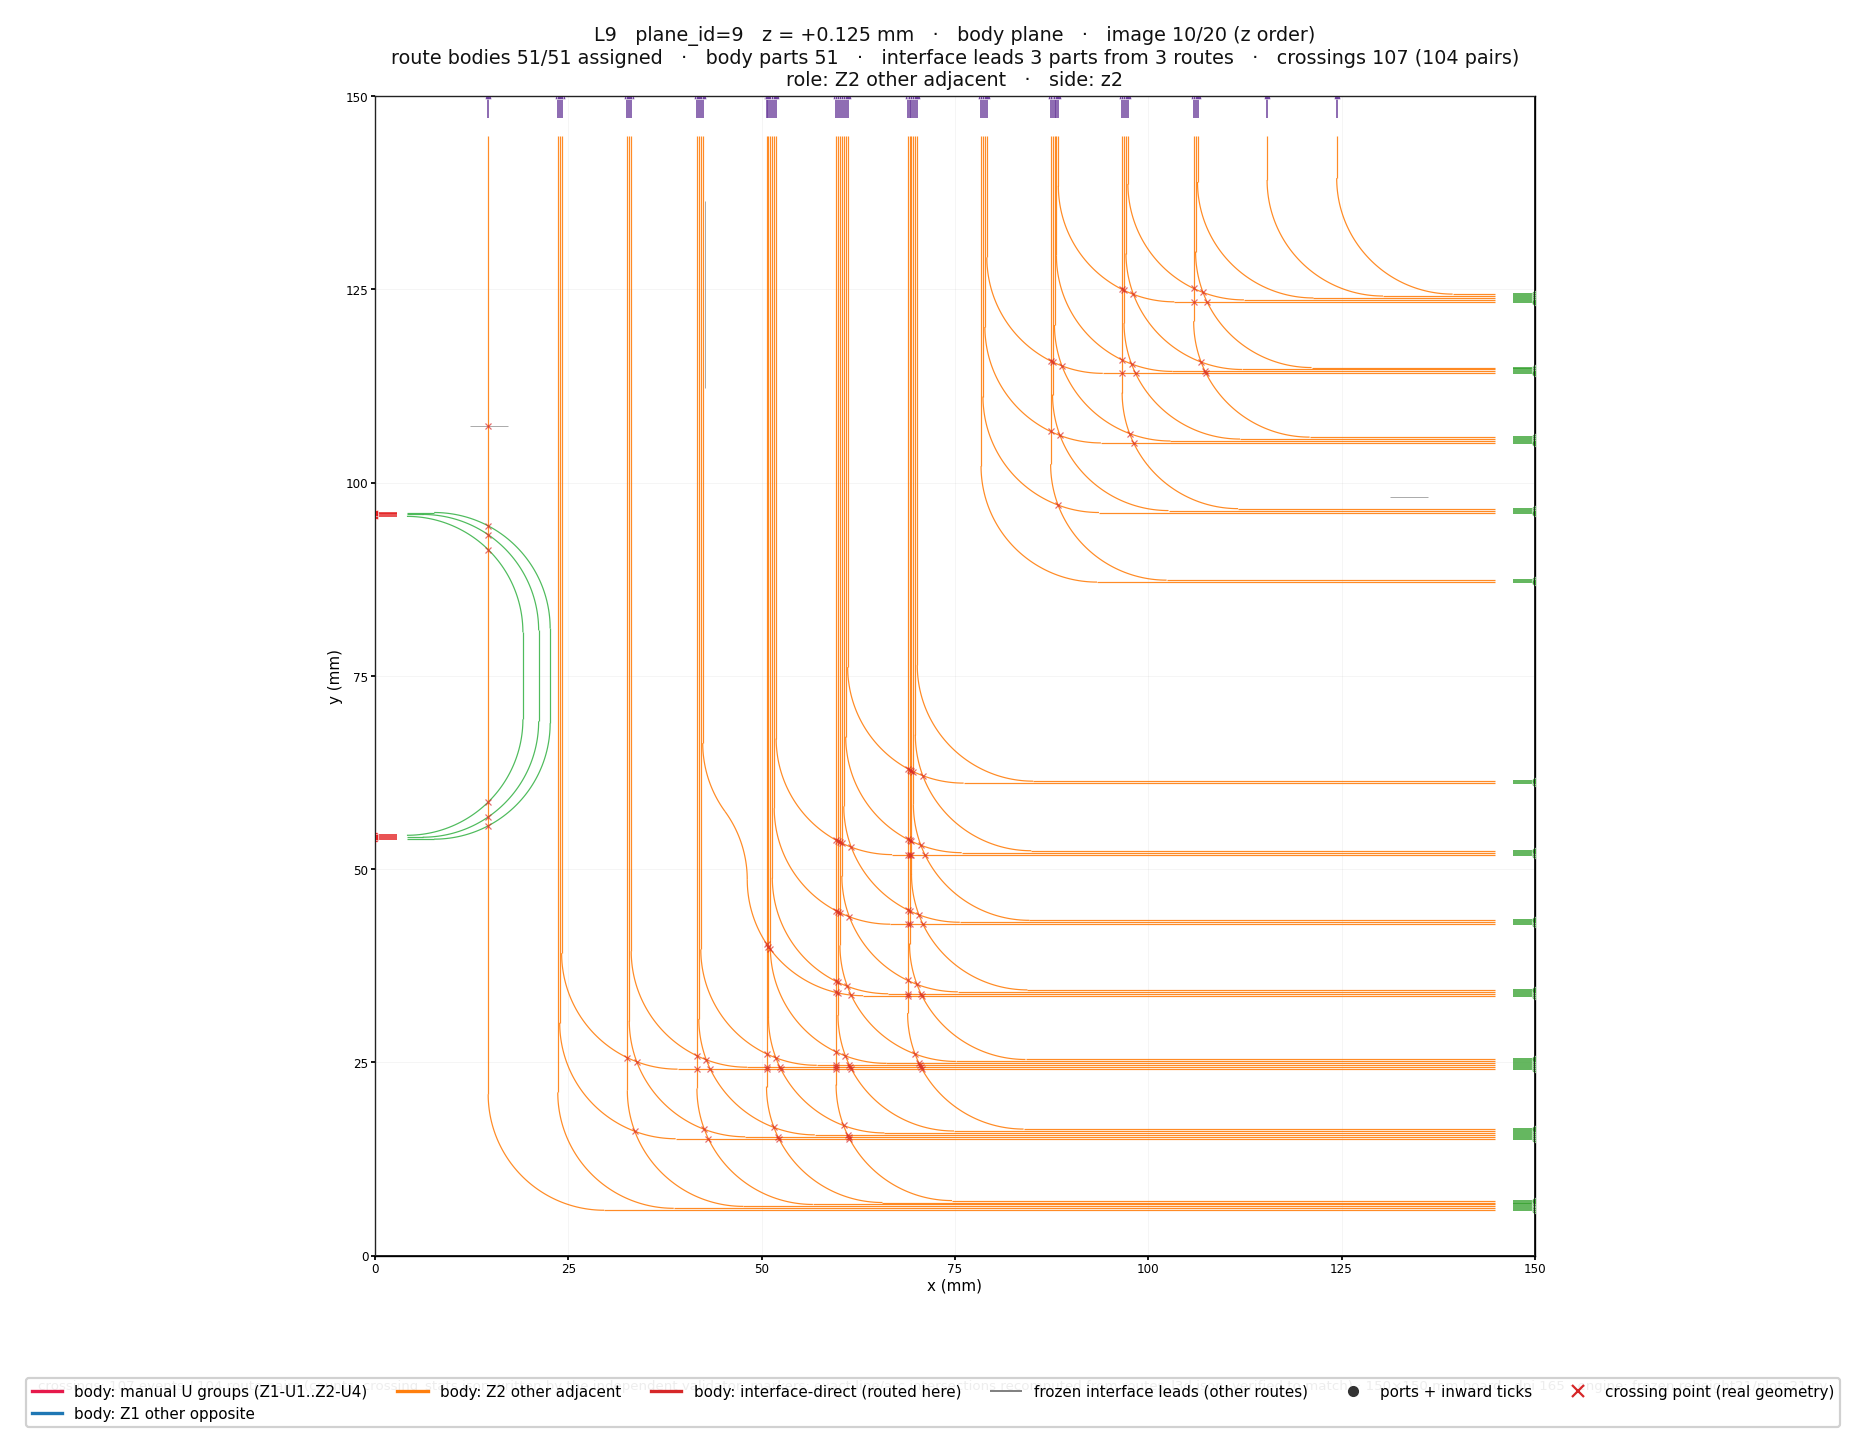 L9   plane_id=9   z = +0.125 mm   ·   body plane   ·   image 10/20 (z order)
route bodies 51/51 assigned   ·   body parts 51   ·   interface leads 3 parts from 3 routes   ·   crossings 107 (104 pairs)
role: Z2 other adjacent   ·   side: z2
150
125
100
75
50
25
0
y (mm)
0 25 50 75 100 125 150
x (mm)
body: manual U groups (Z1-U1..Z2-U4) body: Z2 other adjacent body: interface-direct (routed here) frozen interface leads (other routes) ports + inward ticks crossing point (real geometry)
body: Z1 other opposite